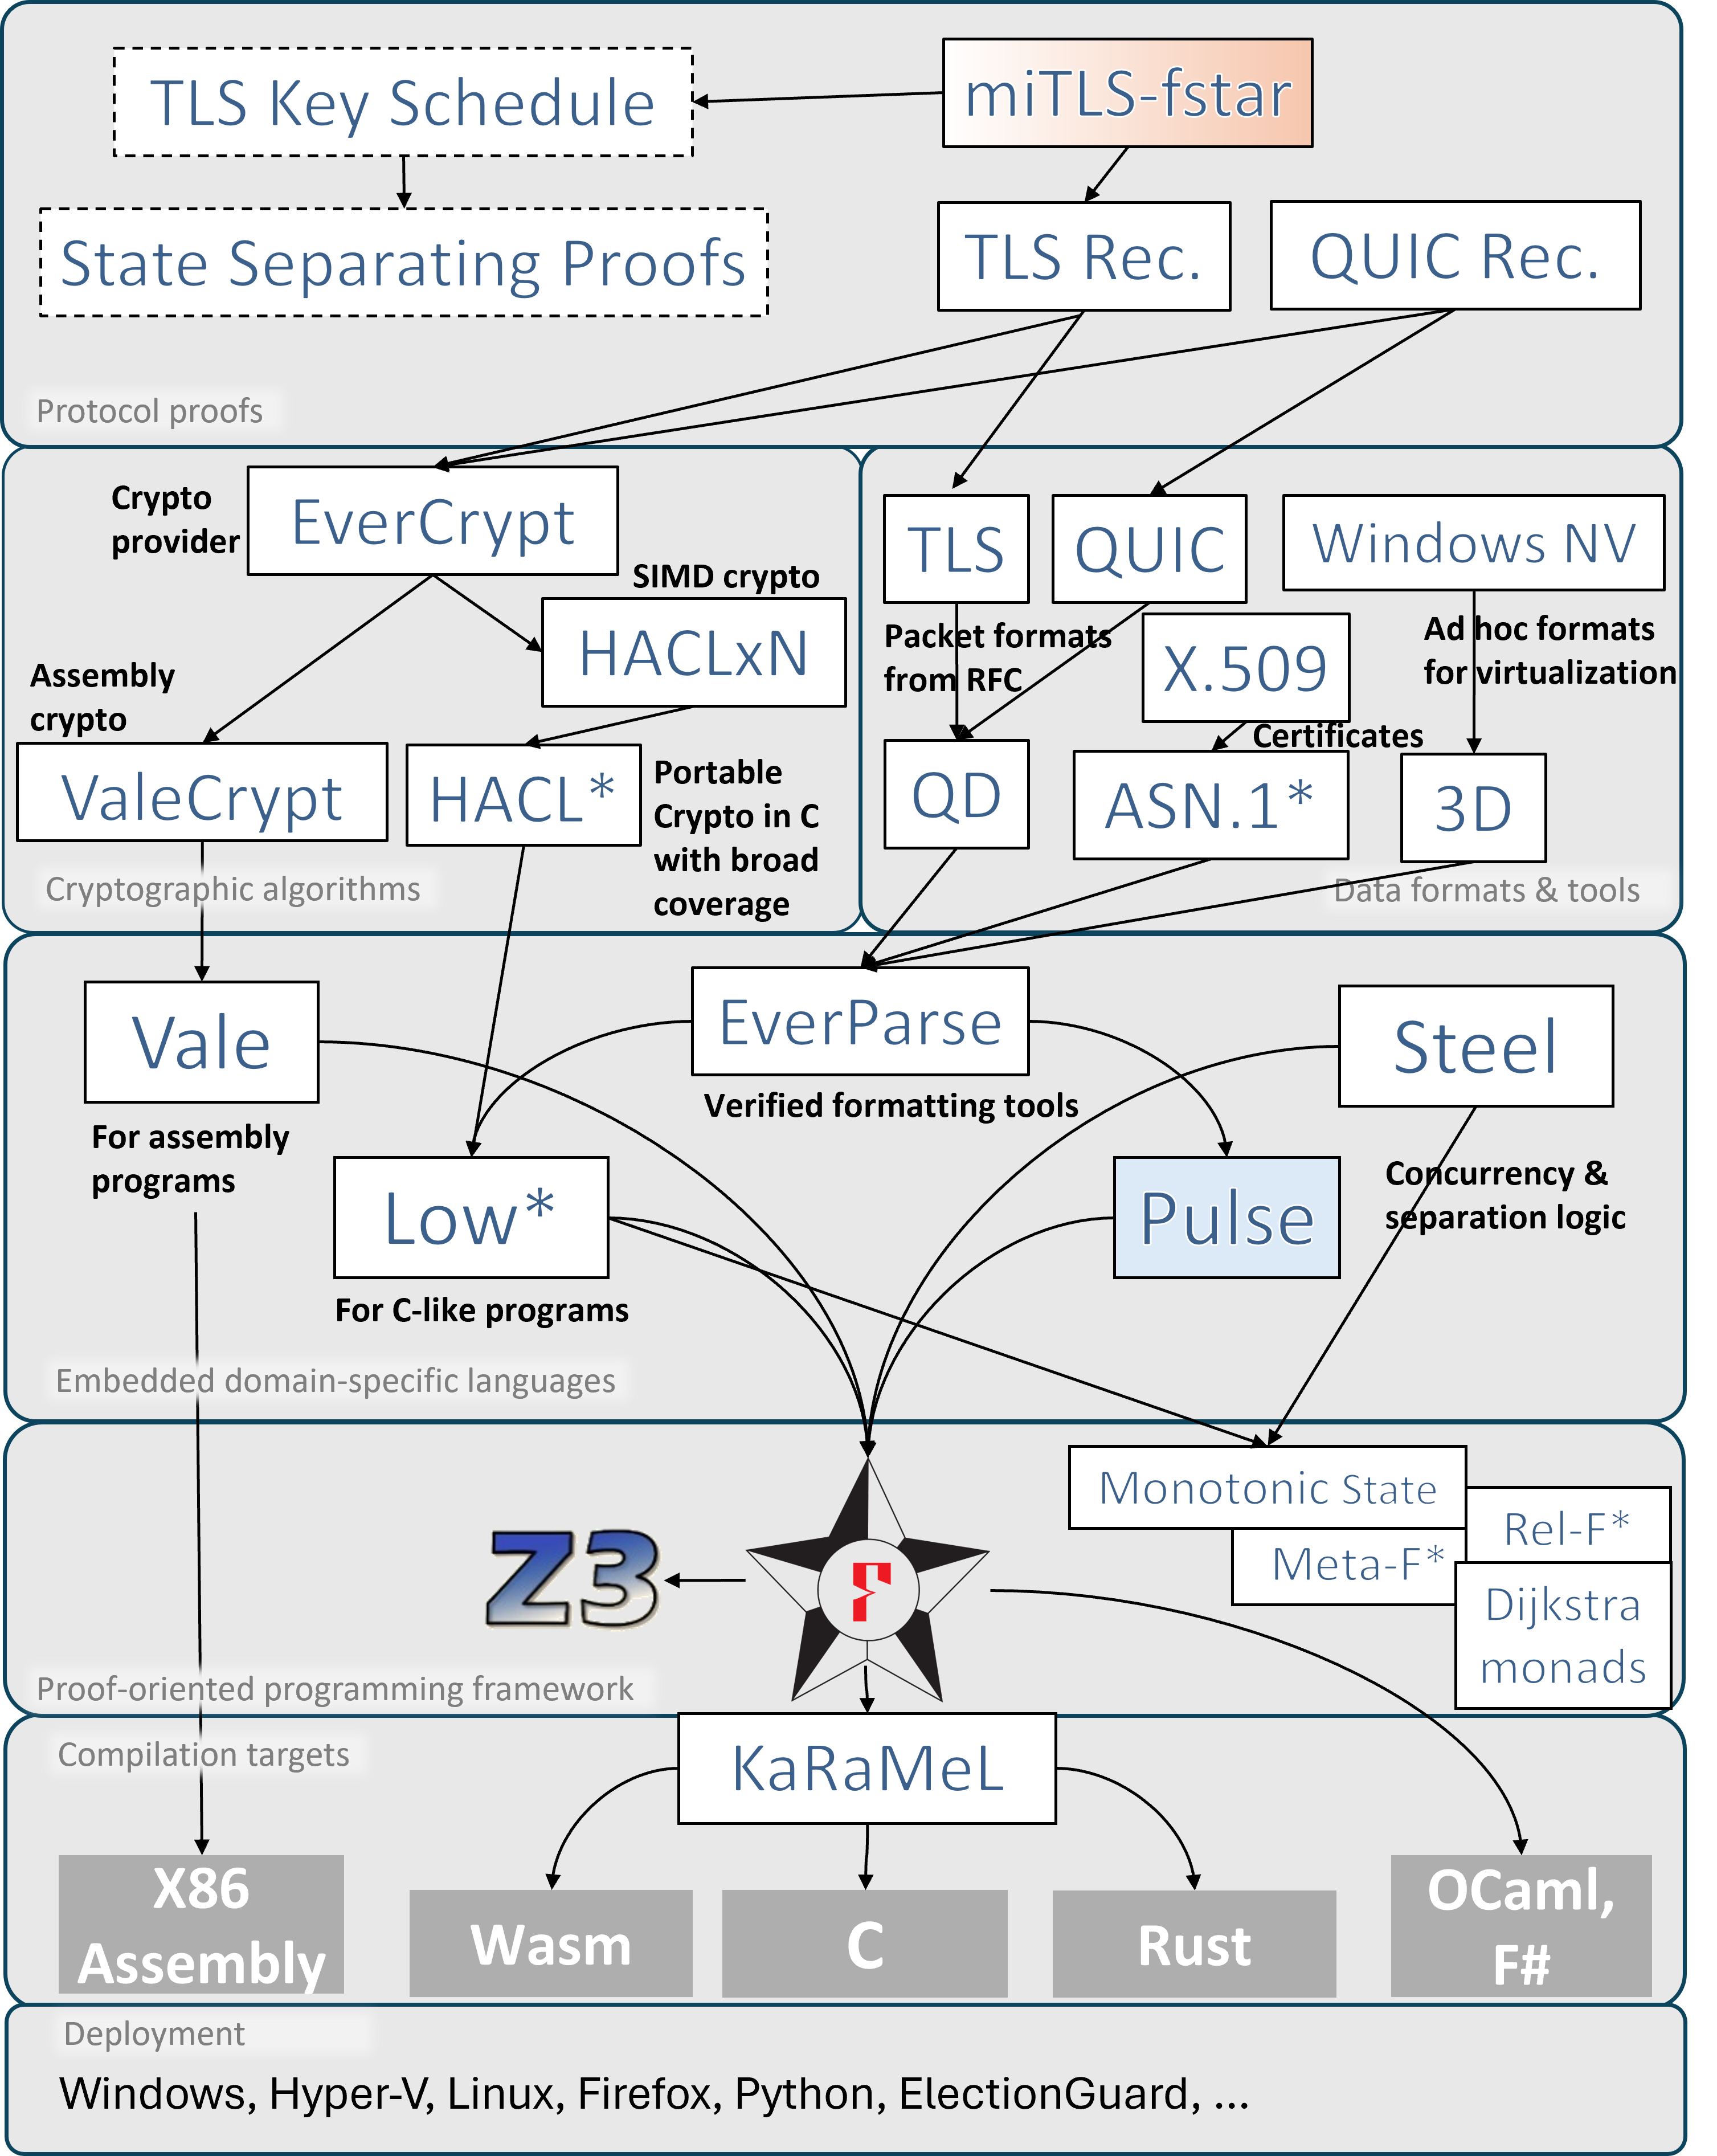 TLS Key Schedule
miTLS-fstar
State Separating Proofs
TLS Rec.
QUIC Rec.
Protocol proofs
Crypto
provider
EverCrypt
SIMD crypto
HACLxN
Assembly
crypto
ValeCrypt
HACL*
Portable
Crypto in C
with broad
coverage
Cryptographic algorithms
TLS
QUIC
Windows NV
Packet formats
from RFC
X.509
Ad hoc formats
for virtualization
Certificates
QD
ASN.1*
3D
Data formats & tools
Vale
EverParse
Steel
Verified formatting tools
For assembly
programs
Low*
Pulse
Concurrency &
separation logic
For C-like programs
Embedded domain-specific languages
Z3
F
Monotonic State
Rel-F*
Meta-F*
Dijkstra
monads
Proof-oriented programming framework
Compilation targets
KaRaMeL
X86
Assembly
Wasm
C
Rust
OCaml,
F#
Deployment
Windows, Hyper-V, Linux, Firefox, Python, ElectionGuard, ...